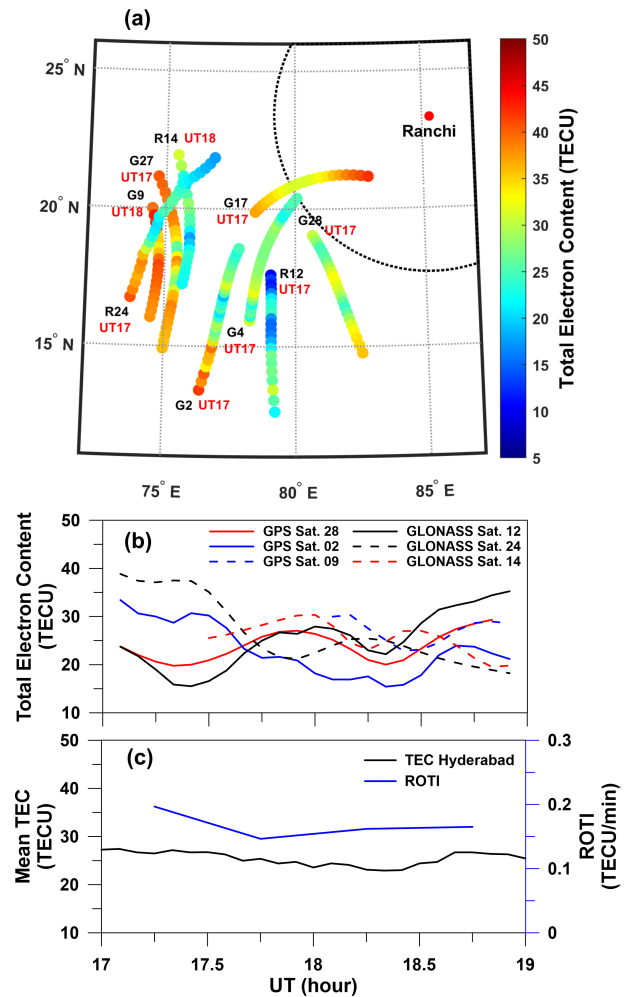 (a)
25° N
20° N
15° N
75° E
80° E
85° E
R14 UT18
G27
UT17
G9
UT18
R24
UT17
G17
UT17
G28
UT17
R12
UT17
G4
UT17
G2 UT17
Ranchi
50
45
40
35
30
25
20
15
10
5
Total Electron Content (TECU)
(b)
GPS Sat. 28
GPS Sat. 02
GPS Sat. 09
GLONASS Sat. 12
GLONASS Sat. 24
GLONASS Sat. 14
50
40
30
20
10
Total Electron Content
(TECU)
(c)
TEC Hyderabad
ROTI
50
40
30
20
10
Mean TEC
(TECU)
0.3
0.2
0.1
0
ROTI
(TECU/min)
17
17.5
18
18.5
19
UT (hour)